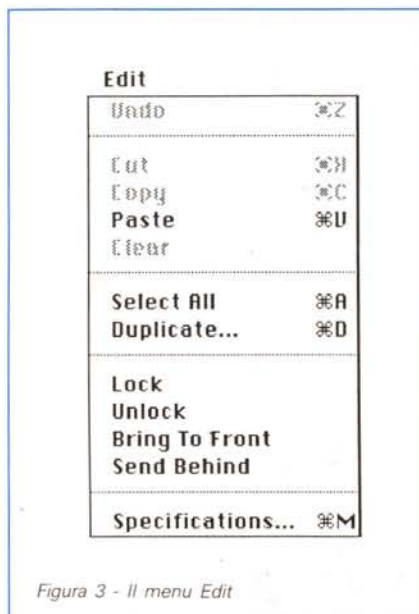 Edit
Undo ⌘Z
Cut ⌘X
Copy ⌘C
Paste ⌘V
Clear
Select All ⌘A
Duplicate... ⌘D
Lock
Unlock
Bring To Front
Send Behind
Specifications... ⌘M
Figura 3 - Il menu Edit